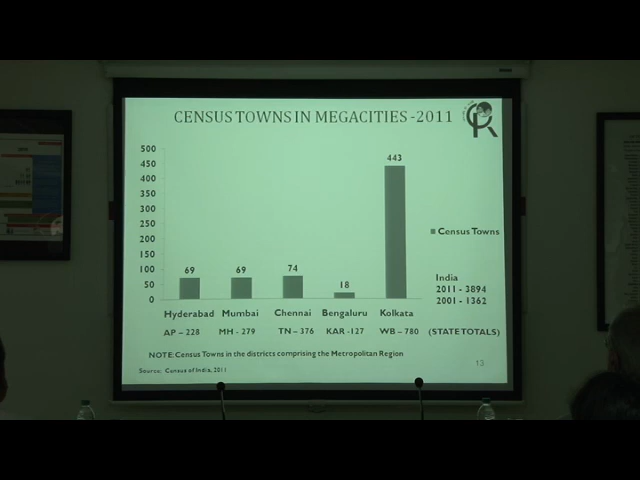 CENSUS TOWNS IN MEGACITIES -2011
500
450
400
350
300
250
200
150
100
50
0
69
69
74
18
443
Hyderabad Mumbai Chennai Bengaluru Kolkata
AP – 228 MH - 279 TN – 376 KAR -127 WB – 780 (STATE TOTALS)
Census Towns
India
2011 - 3894
2001 - 1362
NOTE: Census Towns in the districts comprising the Metropolitan Region
Source: Census of India, 2011
13